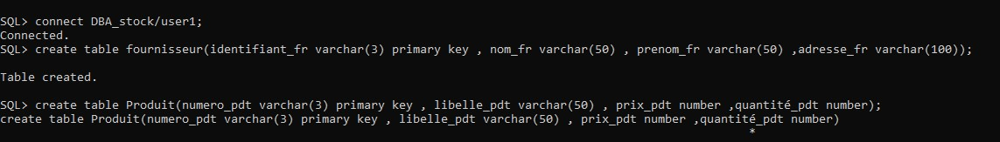 SQL> connect DBA_stock/user1;
Connected.
SQL> create table fournisseur(identifiant_fr varchar(3) primary key , nom_fr varchar(50) , prenom_fr varchar(50) ,adresse_fr varchar(100));
Table created.
SQL> create table Produit(numero_pdt varchar(3) primary key , libelle_pdt varchar(50) , prix_pdt number ,quantité_pdt number);
create table Produit(numero_pdt varchar(3) primary key , libelle_pdt varchar(50) , prix_pdt number ,quantité_pdt number)
*